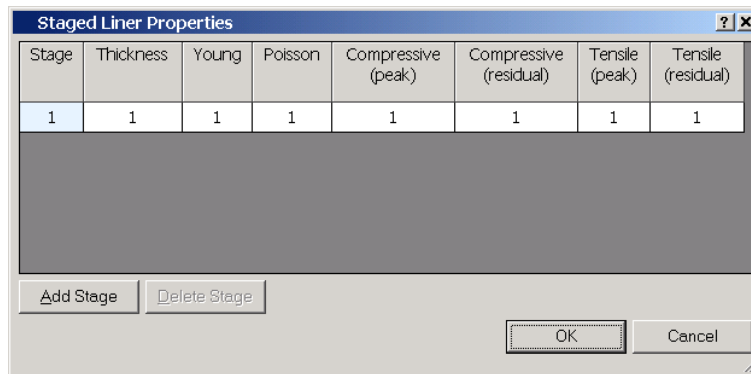 Staged Liner Properties
Stage Thickness Young Poisson Compressive (peak) Compressive (residual) Tensile (peak) Tensile (residual)
1 1 1 1 1 1 1 1
Add Stage Delete Stage
OK Cancel